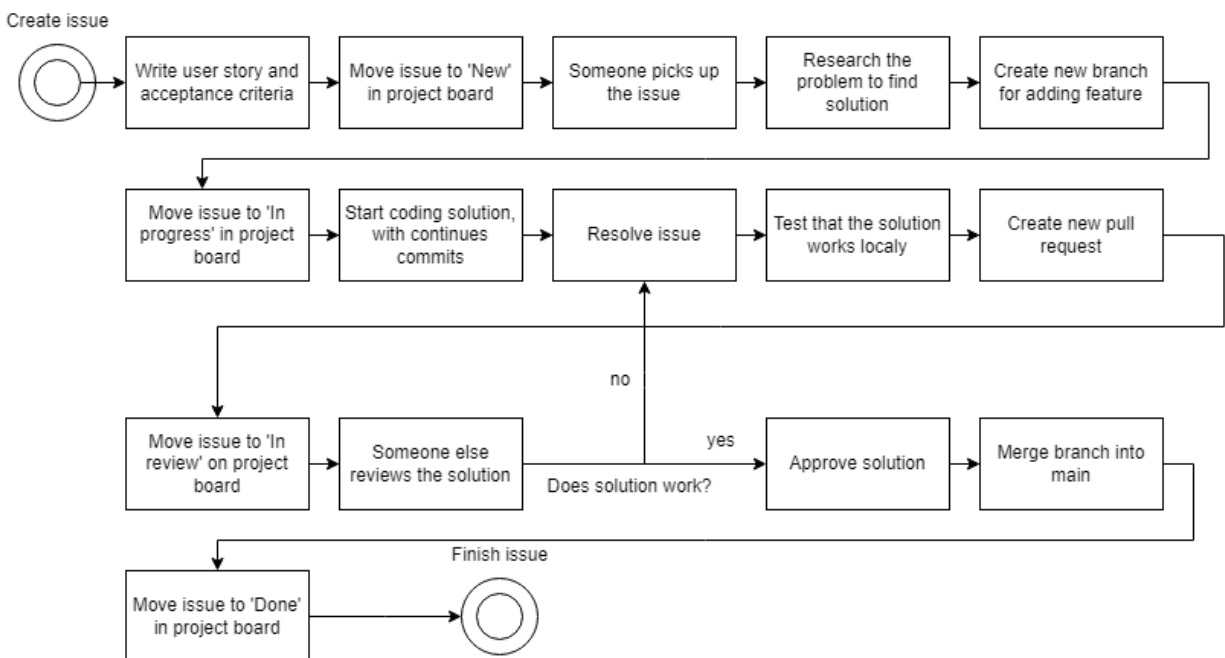 Create issue
Write user story and
acceptance criteria
Move issue to 'New'
in project board
Someone picks up
the issue
Research the
problem to find
solution
Create new branch
for adding feature
Move issue to 'In
progress' in project
board
Start coding solution,
with continues
commits
Resolve issue
Test that the solution
works localy
Create new pull
request
no
Move issue to 'In
review' on project
board
Someone else
reviews the solution
Does solution work?
yes
Approve solution
Merge branch into
main
Move issue to 'Done'
in project board
Finish issue